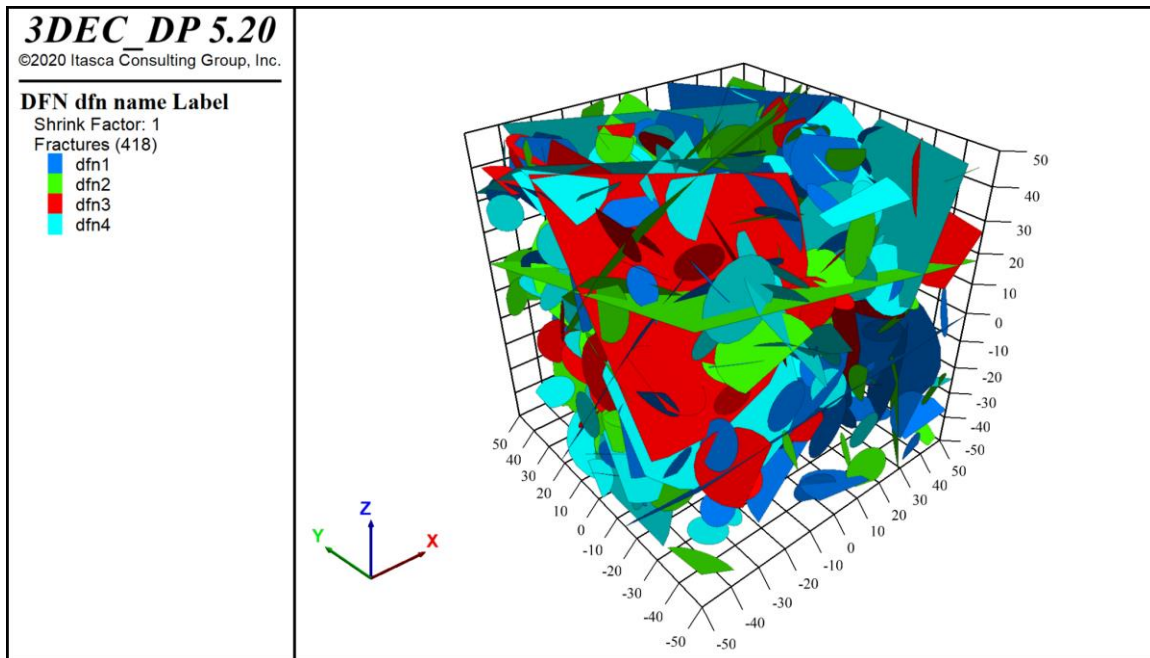 3DEC_DP 5.20
©2020 Itasca Consulting Group, Inc.
DFN dfn name Label
Shrink Factor: 1
Fractures (418)
dfn1
dfn2
dfn3
dfn4
50
40
30
20
10
0
-10
-20
-30
-40
-50
50
40
30
20
10
0
-10
-20
-30
-40
-50
50
40
30
20
10
0
-10
-20
-30
-40
-50
Z
Y
X